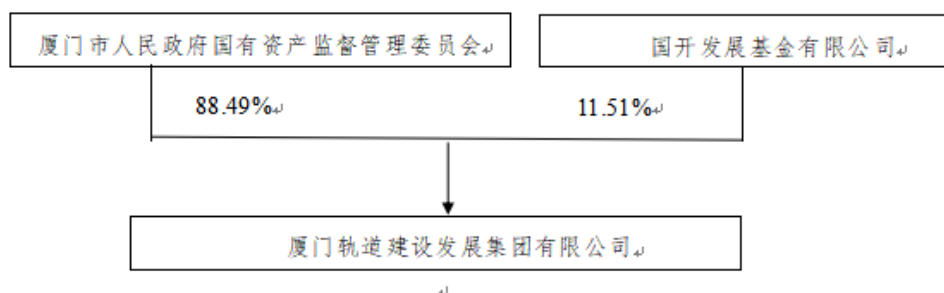 厦门市人民政府国有资产监督管理委员会
国开发展基金有限公司
88.49%
11.51%
厦门轨道建设发展集团有限公司